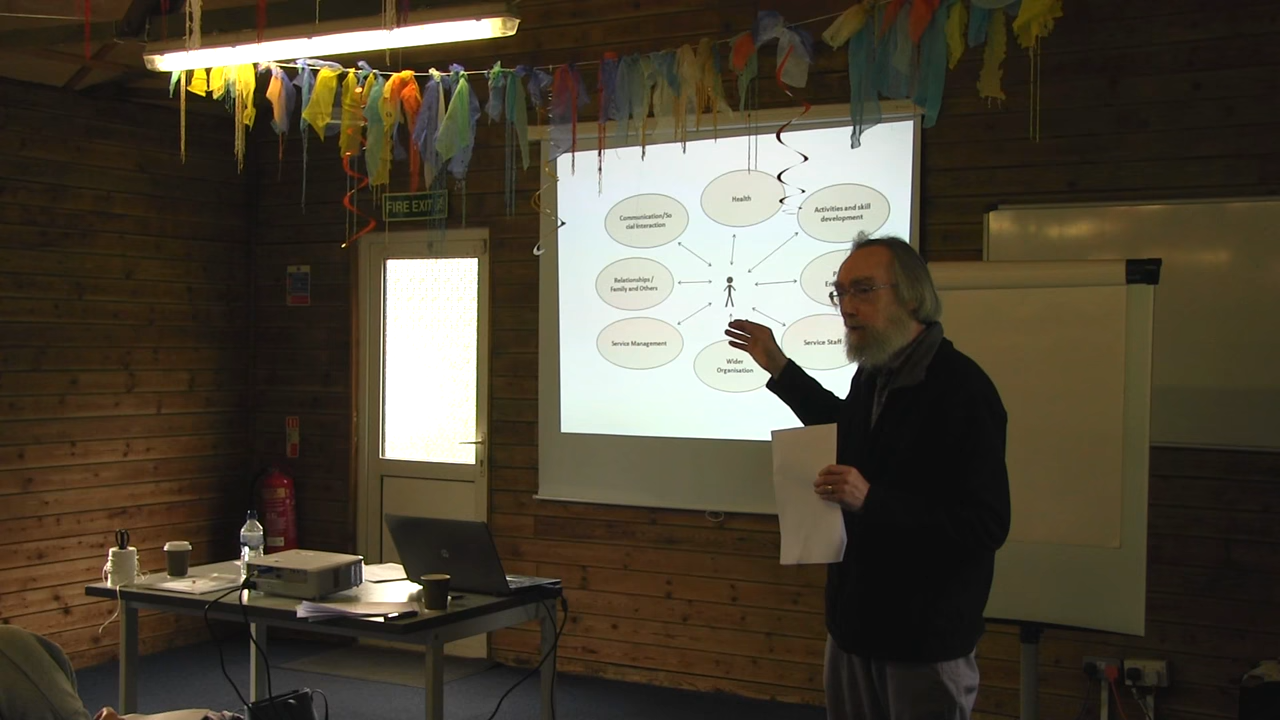 FIRE EXIT
Health
Communication/So
cial Interaction
Activities and skill
development
Relationships /
Family and Others
Service Management
Service Staff
Wider
Organisation